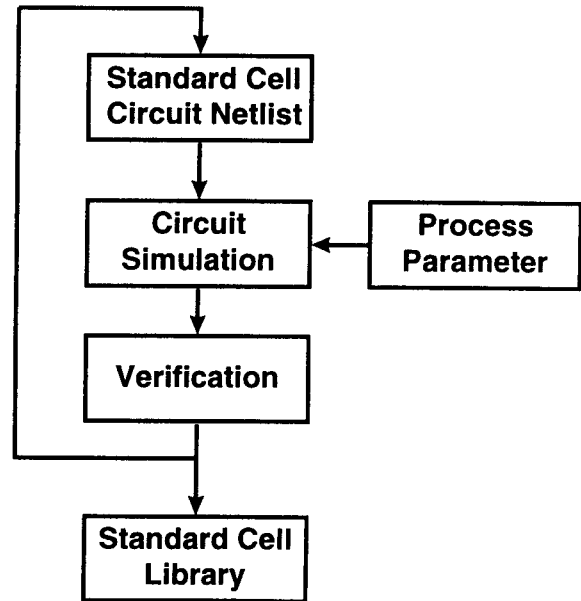 Standard Cell
Circuit Netlist
Circuit
Simulation
Process
Parameter
Verification
Standard Cell
Library